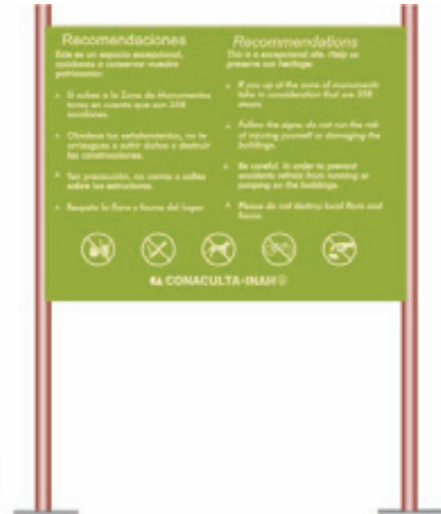 Recomendaciones
Este es un espacio excepcional,
ayúdanos a conservar nuestro
patrimonio:
Si subes a la Zona de Monumentos
toma en cuenta que son 358
escalones.
Obedece los señalamientos, no te
arriesgues a sufrir daños o destruir
las construcciones.
Ten precaución, no corras o saltes
sobre las estructuras.
Respeta la flora y fauna del lugar.
Recommendations
This is a exceptional site. Help us
preserve our heritage:
If you up at the zone of monuments
take in consideration that are 358
stears.
Follow the signs, do not run the risk
of injuring yourself or damaging the
buildings.
Be careful. In order to prevent
accidents refrain from running or
jumping on the buildings.
Please do not destroy local flora and
fauna.
CONACULTA·INAH